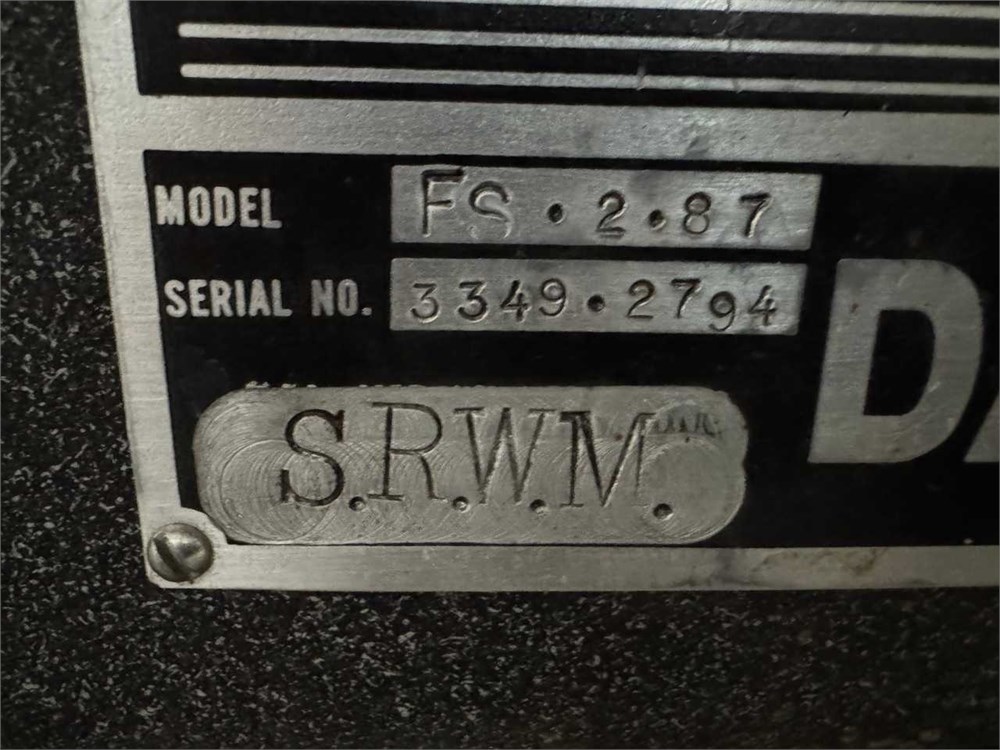 MODEL FS·2·87
SERIAL NO. 3349·2794
S.R.W.M.